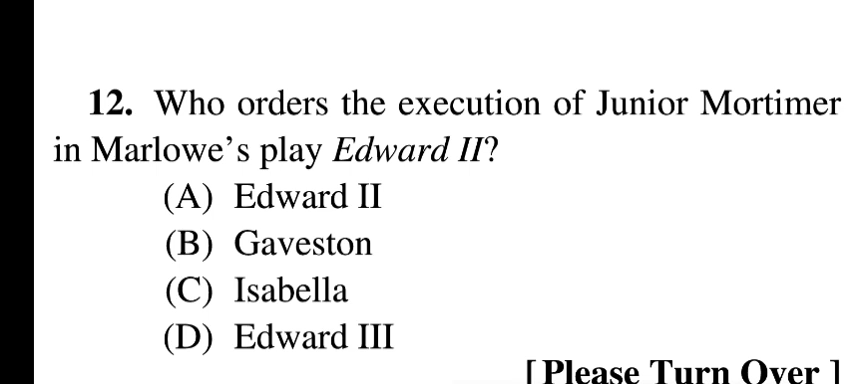 12. Who orders the execution of Junior Mortimer
in Marlowe's play Edward II?
(A) Edward II
(B) Gaveston
(C) Isabella
(D) Edward III
[ Please Turn Over ]